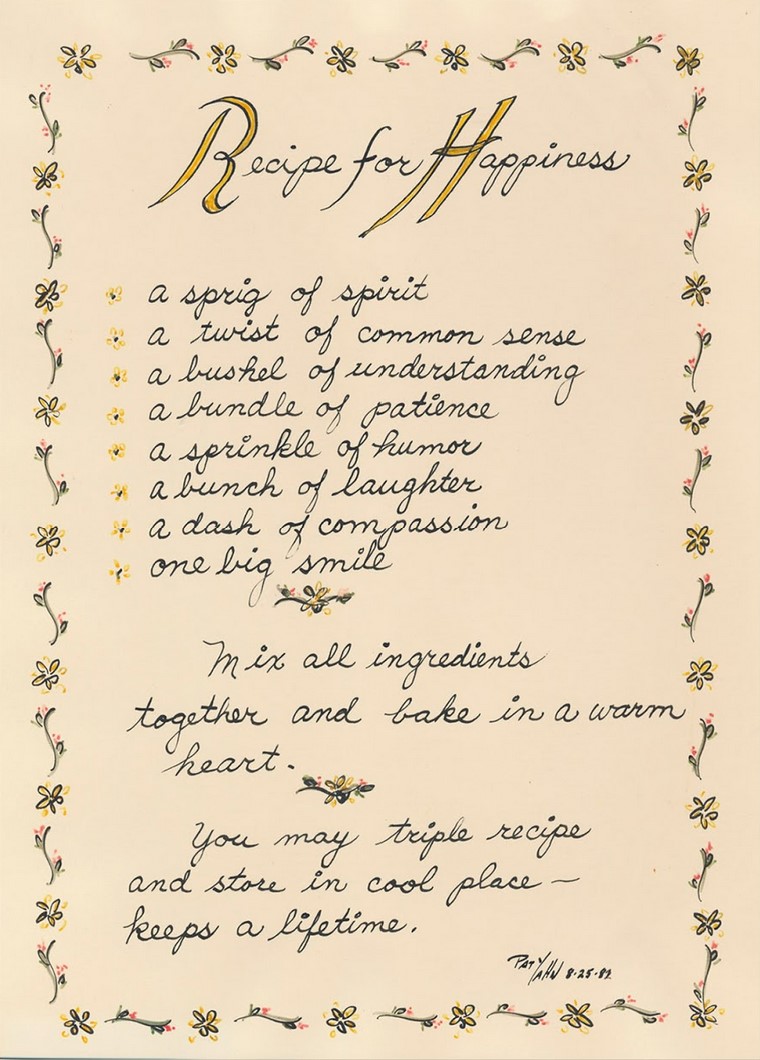 Recipe for Happiness
a sprig of spirit
a twist of common sense
a bushel of understanding
a bundle of patience
a sprinkle of humor
a bunch of laughter
a dash of compassion
one big smile
Mix all ingredients
together and bake in a warm
heart.
You may triple recipe
and store in cool place –
keeps a lifetime.
Pat Hahn 8-25-82